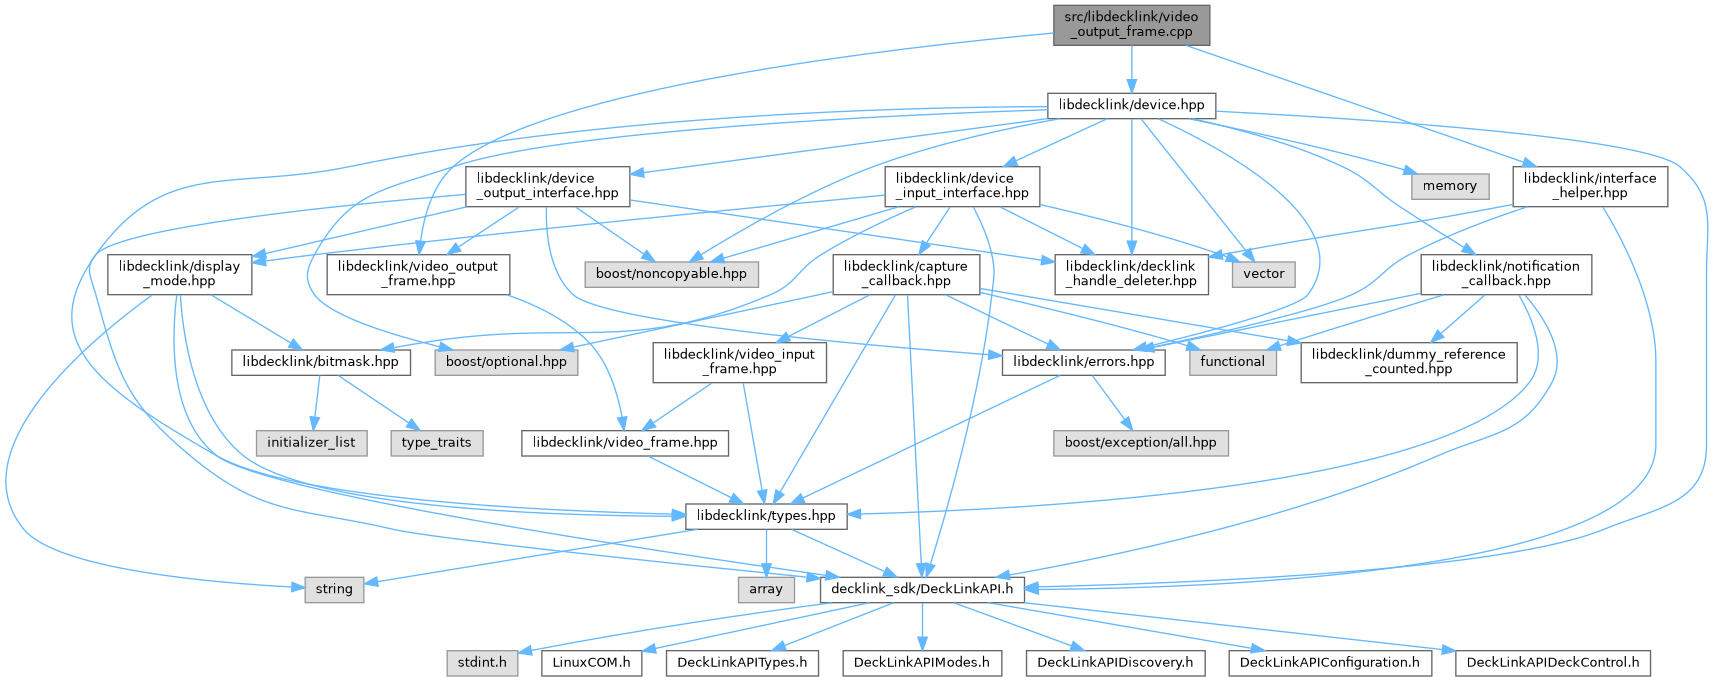 src/libdecklink/video
_output_frame.cpp
libdecklink/device.hpp
libdecklink/device
_output_interface.hpp
libdecklink/device
_input_interface.hpp
memory
libdecklink/interface
_helper.hpp
libdecklink/display
_mode.hpp
libdecklink/video_output
_frame.hpp
boost/noncopyable.hpp
libdecklink/capture
_callback.hpp
libdecklink/decklink
_handle_deleter.hpp
vector
libdecklink/notification
_callback.hpp
libdecklink/bitmask.hpp
boost/optional.hpp
libdecklink/video_input
_frame.hpp
libdecklink/errors.hpp
functional
libdecklink/dummy_reference
_counted.hpp
initializer_list
type_traits
libdecklink/video_frame.hpp
boost/exception/all.hpp
libdecklink/types.hpp
string
array
decklink_sdk/DeckLinkAPI.h
stdint.h
LinuxCOM.h
DeckLinkAPITypes.h
DeckLinkAPIModes.h
DeckLinkAPIDiscovery.h
DeckLinkAPIConfiguration.h
DeckLinkAPIDeckControl.h